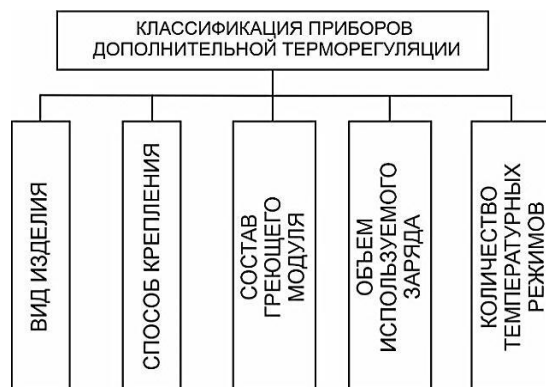 КЛАССИФИКАЦИЯ ПРИБОРОВ
ДОПОЛНИТЕЛЬНОЙ ТЕРМОРЕГУЛЯЦИИ
ВИД ИЗДЕЛИЯ
СПОСОБ КРЕПЛЕНИЯ
СОСТАВ
ГРЕЮЩЕГО
МОДУЛЯ
ОБЪЕМ
ИСПОЛЬЗУЕМОГО
ЗАРЯДА
КОЛИЧЕСТВО
ТЕМПЕРАТУРНЫХ
РЕЖИМОВ